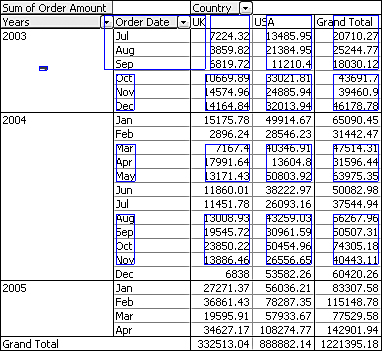 Sum of Order Amount Country
Years Order Date UK USA Grand Total
2003 Jul 7224.32 13485.95 20710.27
Aug 3859.82 21384.95 25244.77
Sep 6819.72 11210.4 18030.12
Oct 10669.89 33021.81 43691.7
Nov 14574.96 24885.94 39460.9
Dec 14164.84 32013.94 46178.78
2004 Jan 15175.78 49914.67 65090.45
Feb 2896.24 28546.23 31442.47
Mar 7167.4 40346.91 47514.31
Apr 17991.64 13604.8 31596.44
May 13171.43 50803.92 63975.35
Jun 11860.01 38222.97 50082.98
Jul 11451.78 26093.16 37544.94
Aug 13008.93 43259.03 56267.96
Sep 19545.72 30961.59 50507.31
Oct 23850.22 50454.96 74305.18
Nov 13886.46 26556.65 40443.11
Dec 6838 53582.26 60420.26
2005 Jan 27271.37 56036.21 83307.58
Feb 36861.43 78287.35 115148.78
Mar 19595.91 57933.67 77529.58
Apr 34627.17 108274.77 142901.94
Grand Total 332513.04 888882.14 1221395.18